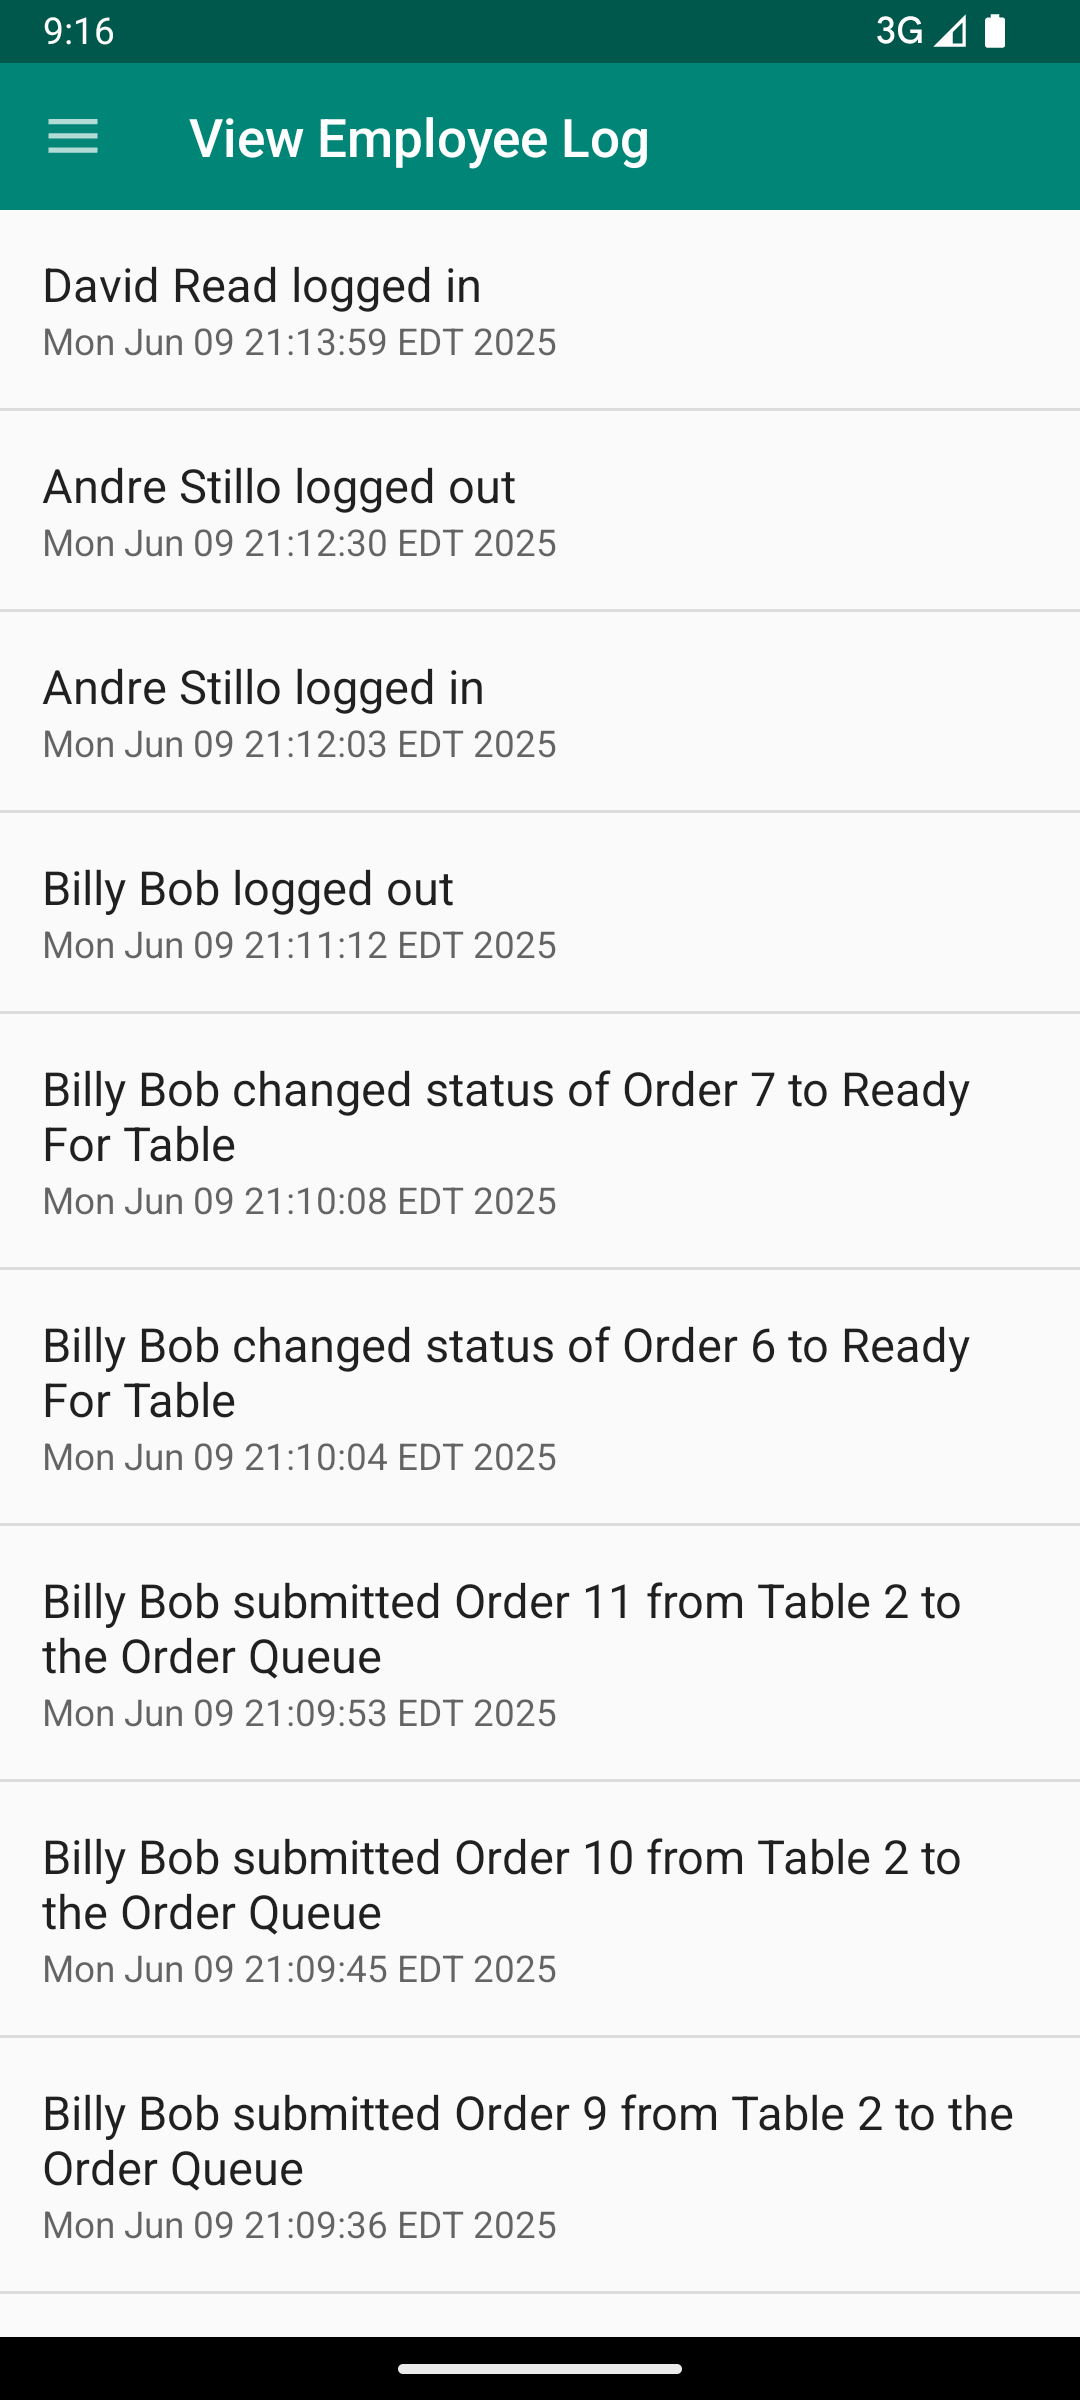 9:16
3G
View Employee Log
David Read logged in
Mon Jun 09 21:13:59 EDT 2025
Andre Stillo logged out
Mon Jun 09 21:12:30 EDT 2025
Andre Stillo logged in
Mon Jun 09 21:12:03 EDT 2025
Billy Bob logged out
Mon Jun 09 21:11:12 EDT 2025
Billy Bob changed status of Order 7 to Ready
For Table
Mon Jun 09 21:10:08 EDT 2025
Billy Bob changed status of Order 6 to Ready
For Table
Mon Jun 09 21:10:04 EDT 2025
Billy Bob submitted Order 11 from Table 2 to
the Order Queue
Mon Jun 09 21:09:53 EDT 2025
Billy Bob submitted Order 10 from Table 2 to
the Order Queue
Mon Jun 09 21:09:45 EDT 2025
Billy Bob submitted Order 9 from Table 2 to the
Order Queue
Mon Jun 09 21:09:36 EDT 2025